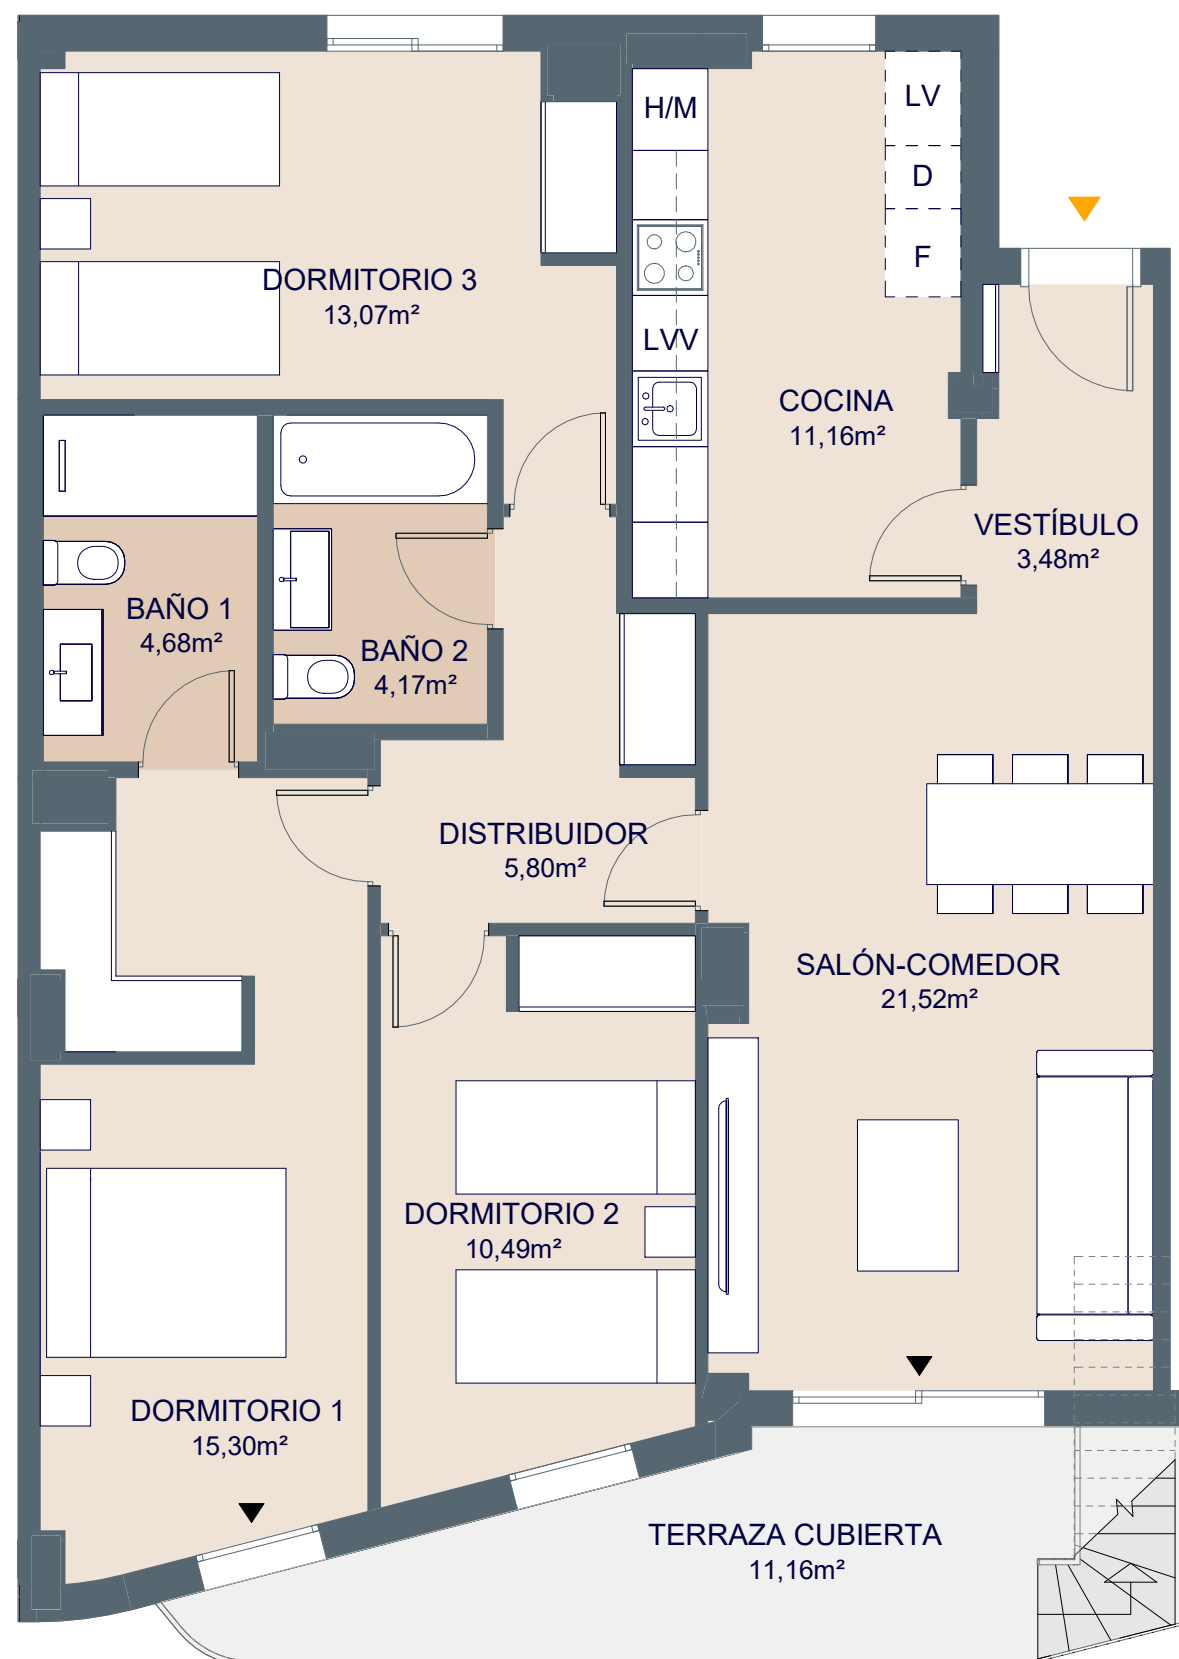 H/M
LV
D
F
DORMITORIO 3
13,07m²
LVV
COCINA
11,16m²
VESTÍBULO
3,48m²
BAÑO 1
4,68m²
BAÑO 2
4,17m²
DISTRIBUIDOR
5,80m²
SALÓN-COMEDOR
21,52m²
DORMITORIO 2
10,49m²
DORMITORIO 1
15,30m²
TERRAZA CUBIERTA
11,16m²